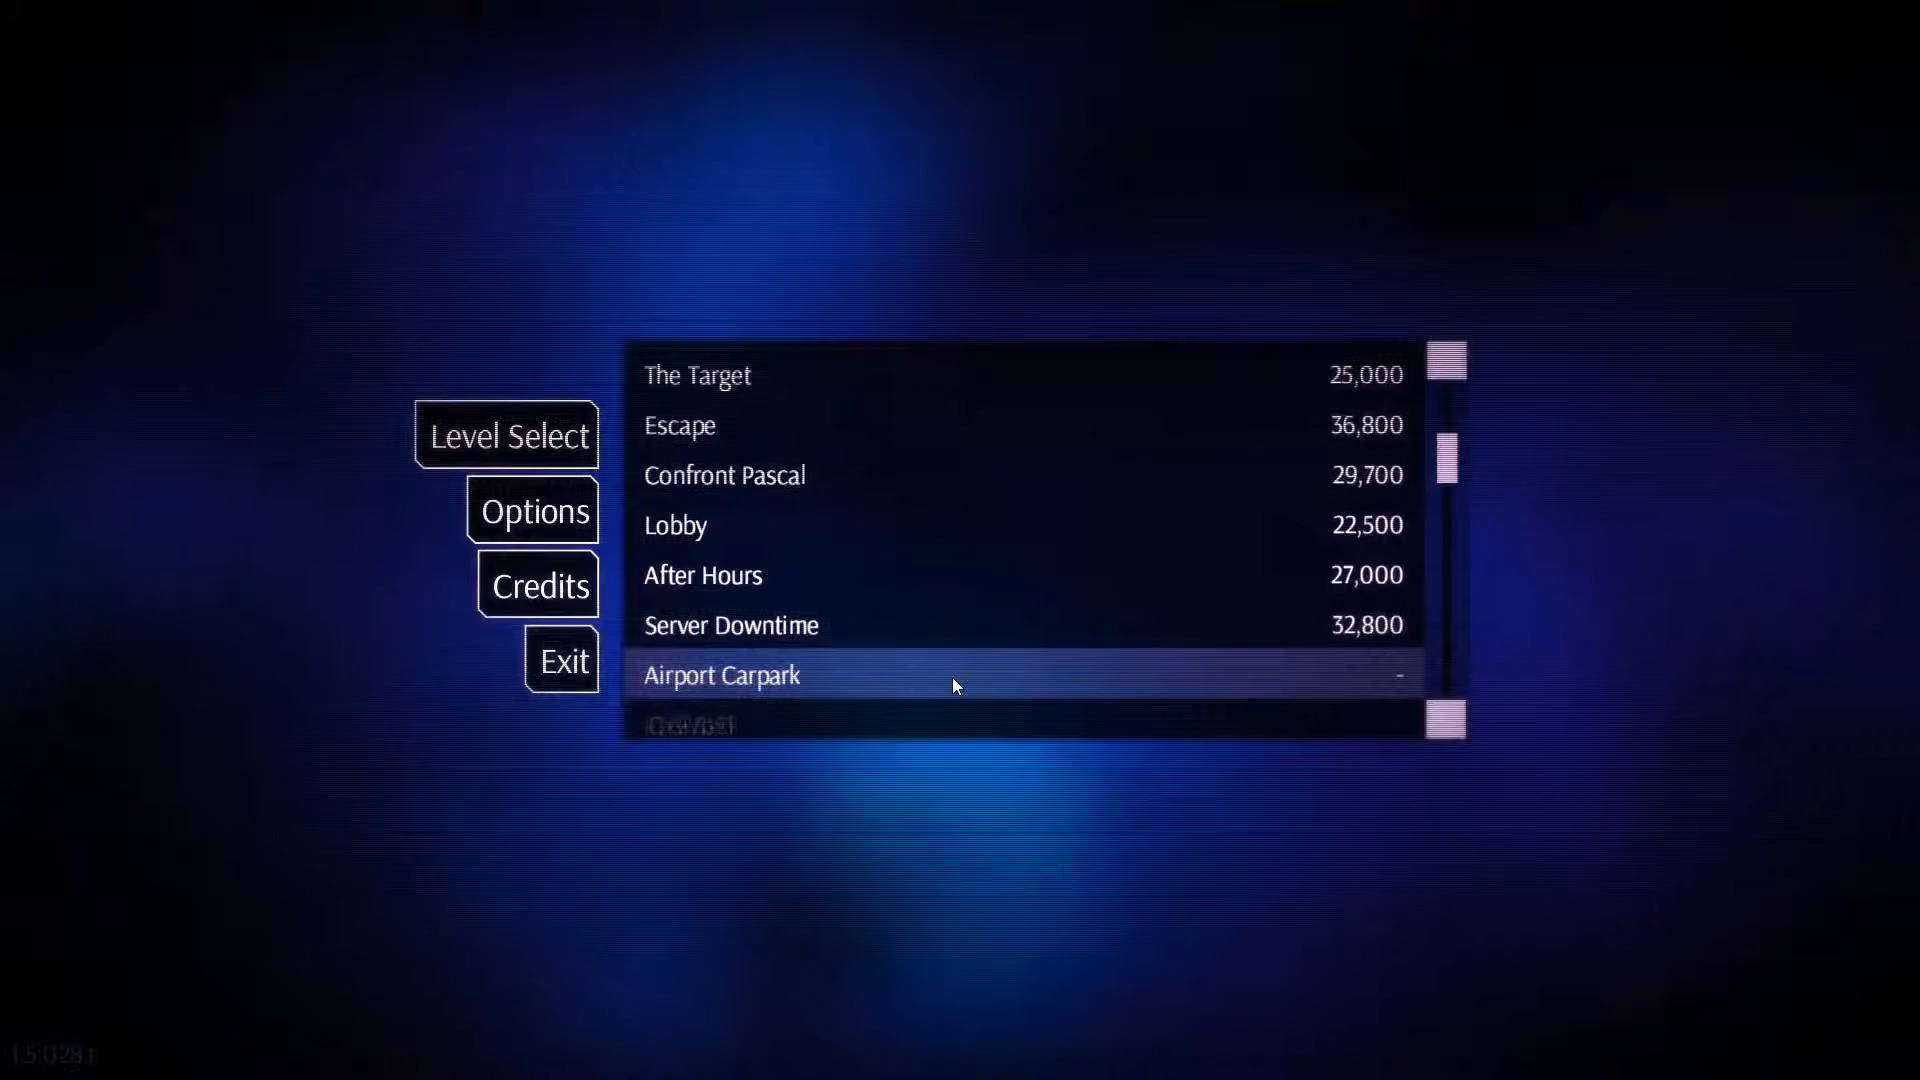 Level Select
Options
Credits
Exit
The Target 25,000
Escape 36,800
Confront Pascal 29,700
Lobby 22,500
After Hours 27,000
Server Downtime 32,800
Airport Carpark -